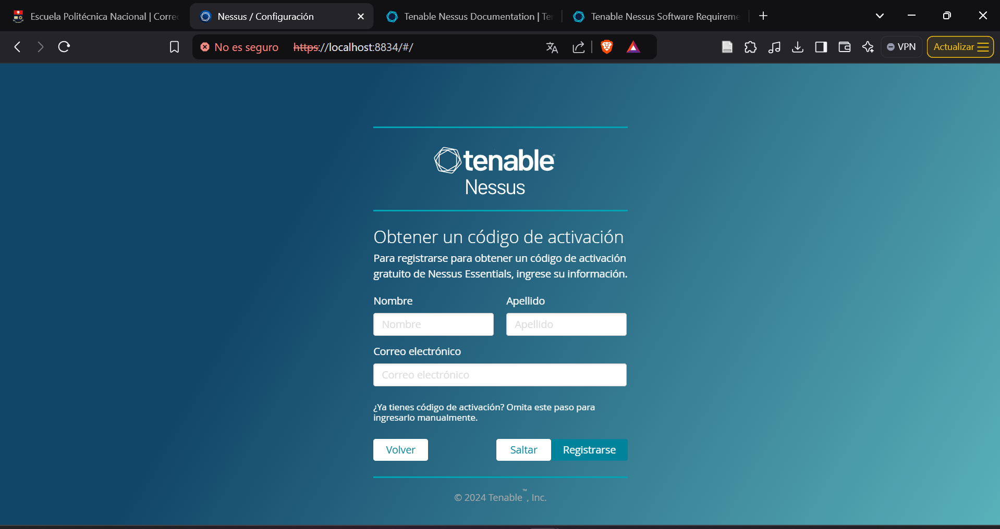 Escuela Politécnica Nacional | Corre
Nessus / Configuración
Tenable Nessus Documentation | Te
Tenable Nessus Software Requireme
No es seguro
https://localhost:8834/#/
VPN
Actualizar
tenable®
Nessus
Obtener un código de activación
Para registrarse para obtener un código de activación
gratuito de Nessus Essentials, ingrese su información.
Nombre
Apellido
Nombre
Apellido
Correo electrónico
Correo electrónico
¿Ya tienes código de activación? Omita este paso para
ingresarlo manualmente.
Volver
Saltar
Registrarse
© 2024 Tenable™, Inc.